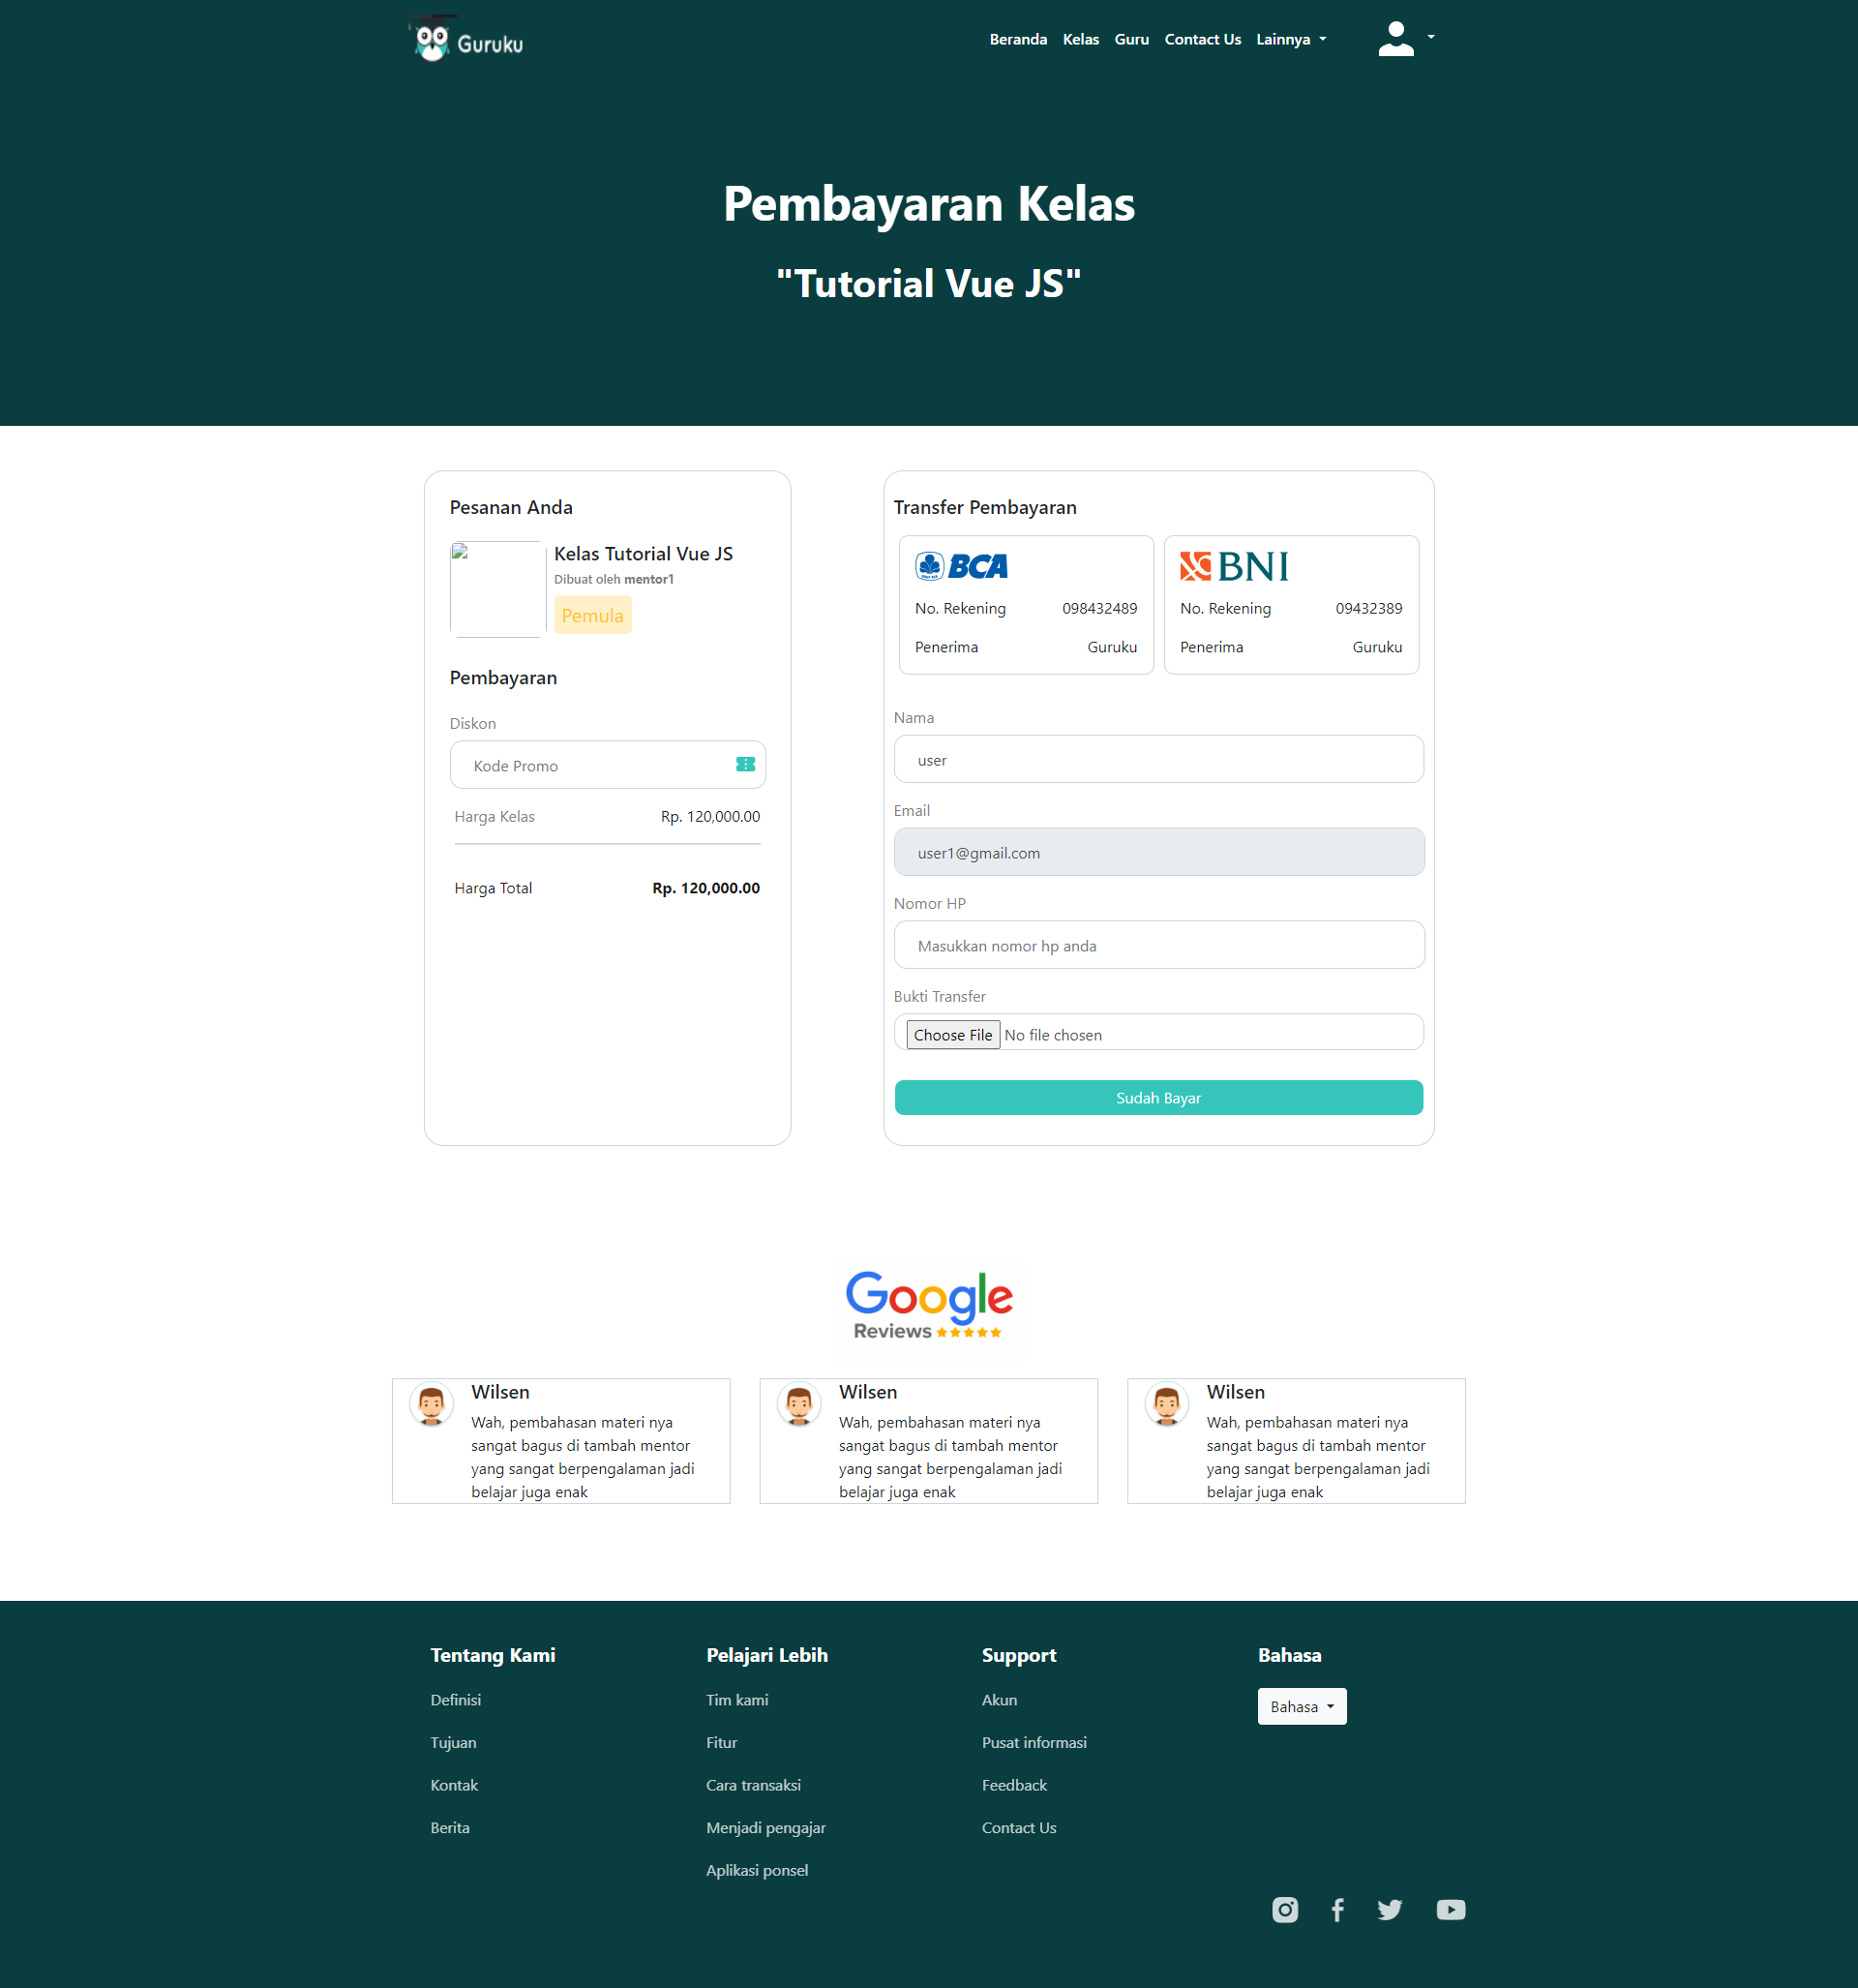 Guruku
Beranda Kelas Guru Contact Us Lainnya
Pembayaran Kelas
"Tutorial Vue JS"
Pesanan Anda
Kelas Tutorial Vue JS
Dibuat oleh mentor1
Pemula
Pembayaran
Diskon
Kode Promo
Harga Kelas Rp. 120,000.00
Harga Total Rp. 120,000.00
Transfer Pembayaran
BCA
No. Rekening 098432489
Penerima Guruku
BNI
No. Rekening 09432389
Penerima Guruku
Nama
user
Email
user1@gmail.com
Nomor HP
Masukkan nomor hp anda
Bukti Transfer
Choose File No file chosen
Sudah Bayar
Google
Reviews
Wilsen
Wah, pembahasan materi nya
sangat bagus di tambah mentor
yang sangat berpengalaman jadi
belajar juga enak
Wilsen
Wah, pembahasan materi nya
sangat bagus di tambah mentor
yang sangat berpengalaman jadi
belajar juga enak
Wilsen
Wah, pembahasan materi nya
sangat bagus di tambah mentor
yang sangat berpengalaman jadi
belajar juga enak
Tentang Kami
Definisi
Tujuan
Kontak
Berita
Pelajari Lebih
Tim kami
Fitur
Cara transaksi
Menjadi pengajar
Aplikasi ponsel
Support
Akun
Pusat informasi
Feedback
Contact Us
Bahasa
Bahasa